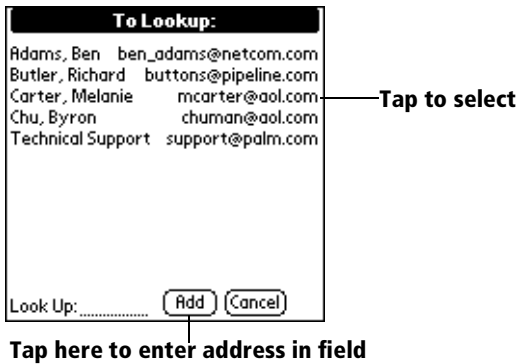 To Lookup:
Adams, Ben ben_adams@netcom.com
Butler, Richard buttons@pipeline.com
Carter, Melanie mcarter@aol.com
Tap to select
Chu, Byron chuman@aol.com
Technical Support support@palm.com
Look Up: Add Cancel
Tap here to enter address in field